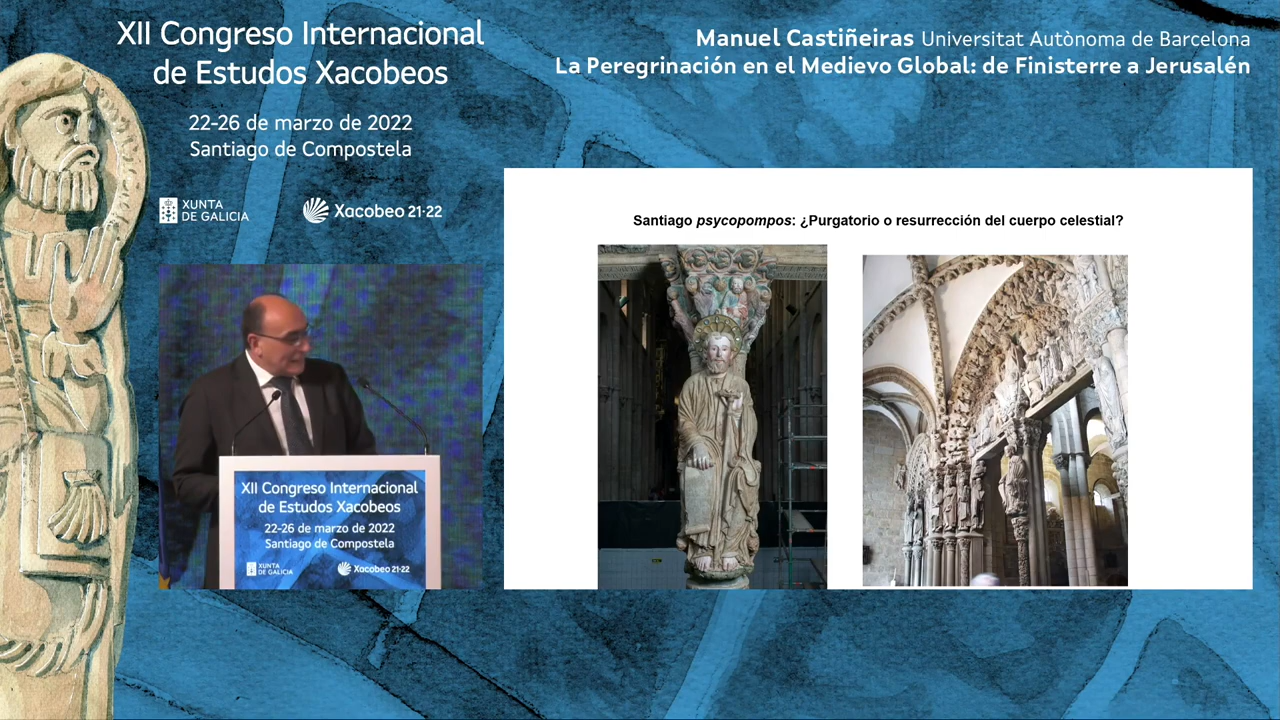 XII Congreso Internacional
de Estudos Xacobeos
22-26 de marzo de 2022
Santiago de Compostela
XUNTA
DE GALICIA
Xacobeo 21·22
Manuel Castiñeiras Universitat Autònoma de Barcelona
La Peregrinación en el Medievo Global: de Finisterre a Jerusalén
Santiago psycopompos: ¿Purgatorio o resurrección del cuerpo celestial?
XII Congreso Internacional
de Estudos Xacobeos
22-26 de marzo de 2022
Santiago de Compostela
XUNTA
DE GALICIA
Xacobeo 21·22